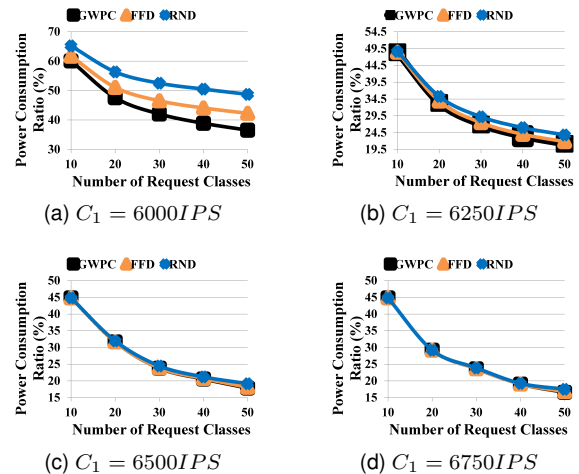 GWPC FFD RND
Power Consumption
Ratio (%)
70
60
50
40
30
10 20 30 40 50
Number of Request Classes
(a) C₁ = 6000IPS
GWPC FFD RND
Power Consumption
Ratio (%)
54.5
49.5
44.5
39.5
34.5
29.5
24.5
19.5
10 20 30 40 50
Number of Request Classes
(b) C₁ = 6250IPS
GWPC FFD RND
Power Consumption
Ratio (%)
50
45
40
35
30
25
20
15
10 20 30 40 50
Number of Request Classes
(c) C₁ = 6500IPS
GWPC FFD RND
Power Consumption
Ratio (%)
50
45
40
35
30
25
20
15
10 20 30 40 50
Number of Request Classes
(d) C₁ = 6750IPS